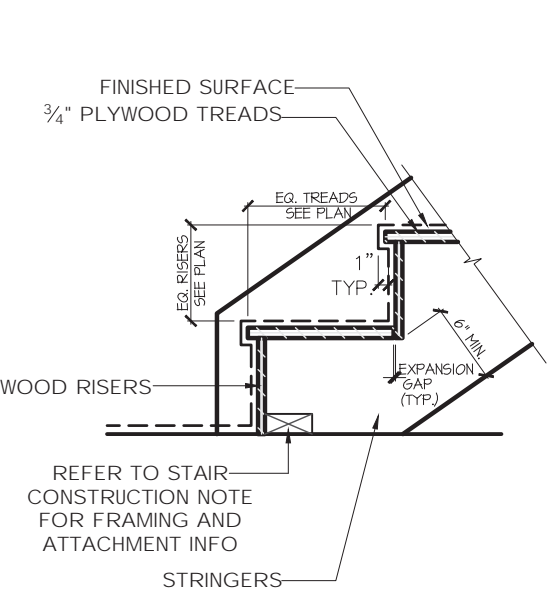 FINISHED SURFACE
¾" PLYWOOD TREADS
EQ. TREADS
SEE PLAN
EQ. RISERS
SEE PLAN
1"
TYP.
6" MIN.
EXPANSION
GAP
(TYP.)
WOOD RISERS
REFER TO STAIR
CONSTRUCTION NOTE
FOR FRAMING AND
ATTACHMENT INFO
STRINGERS